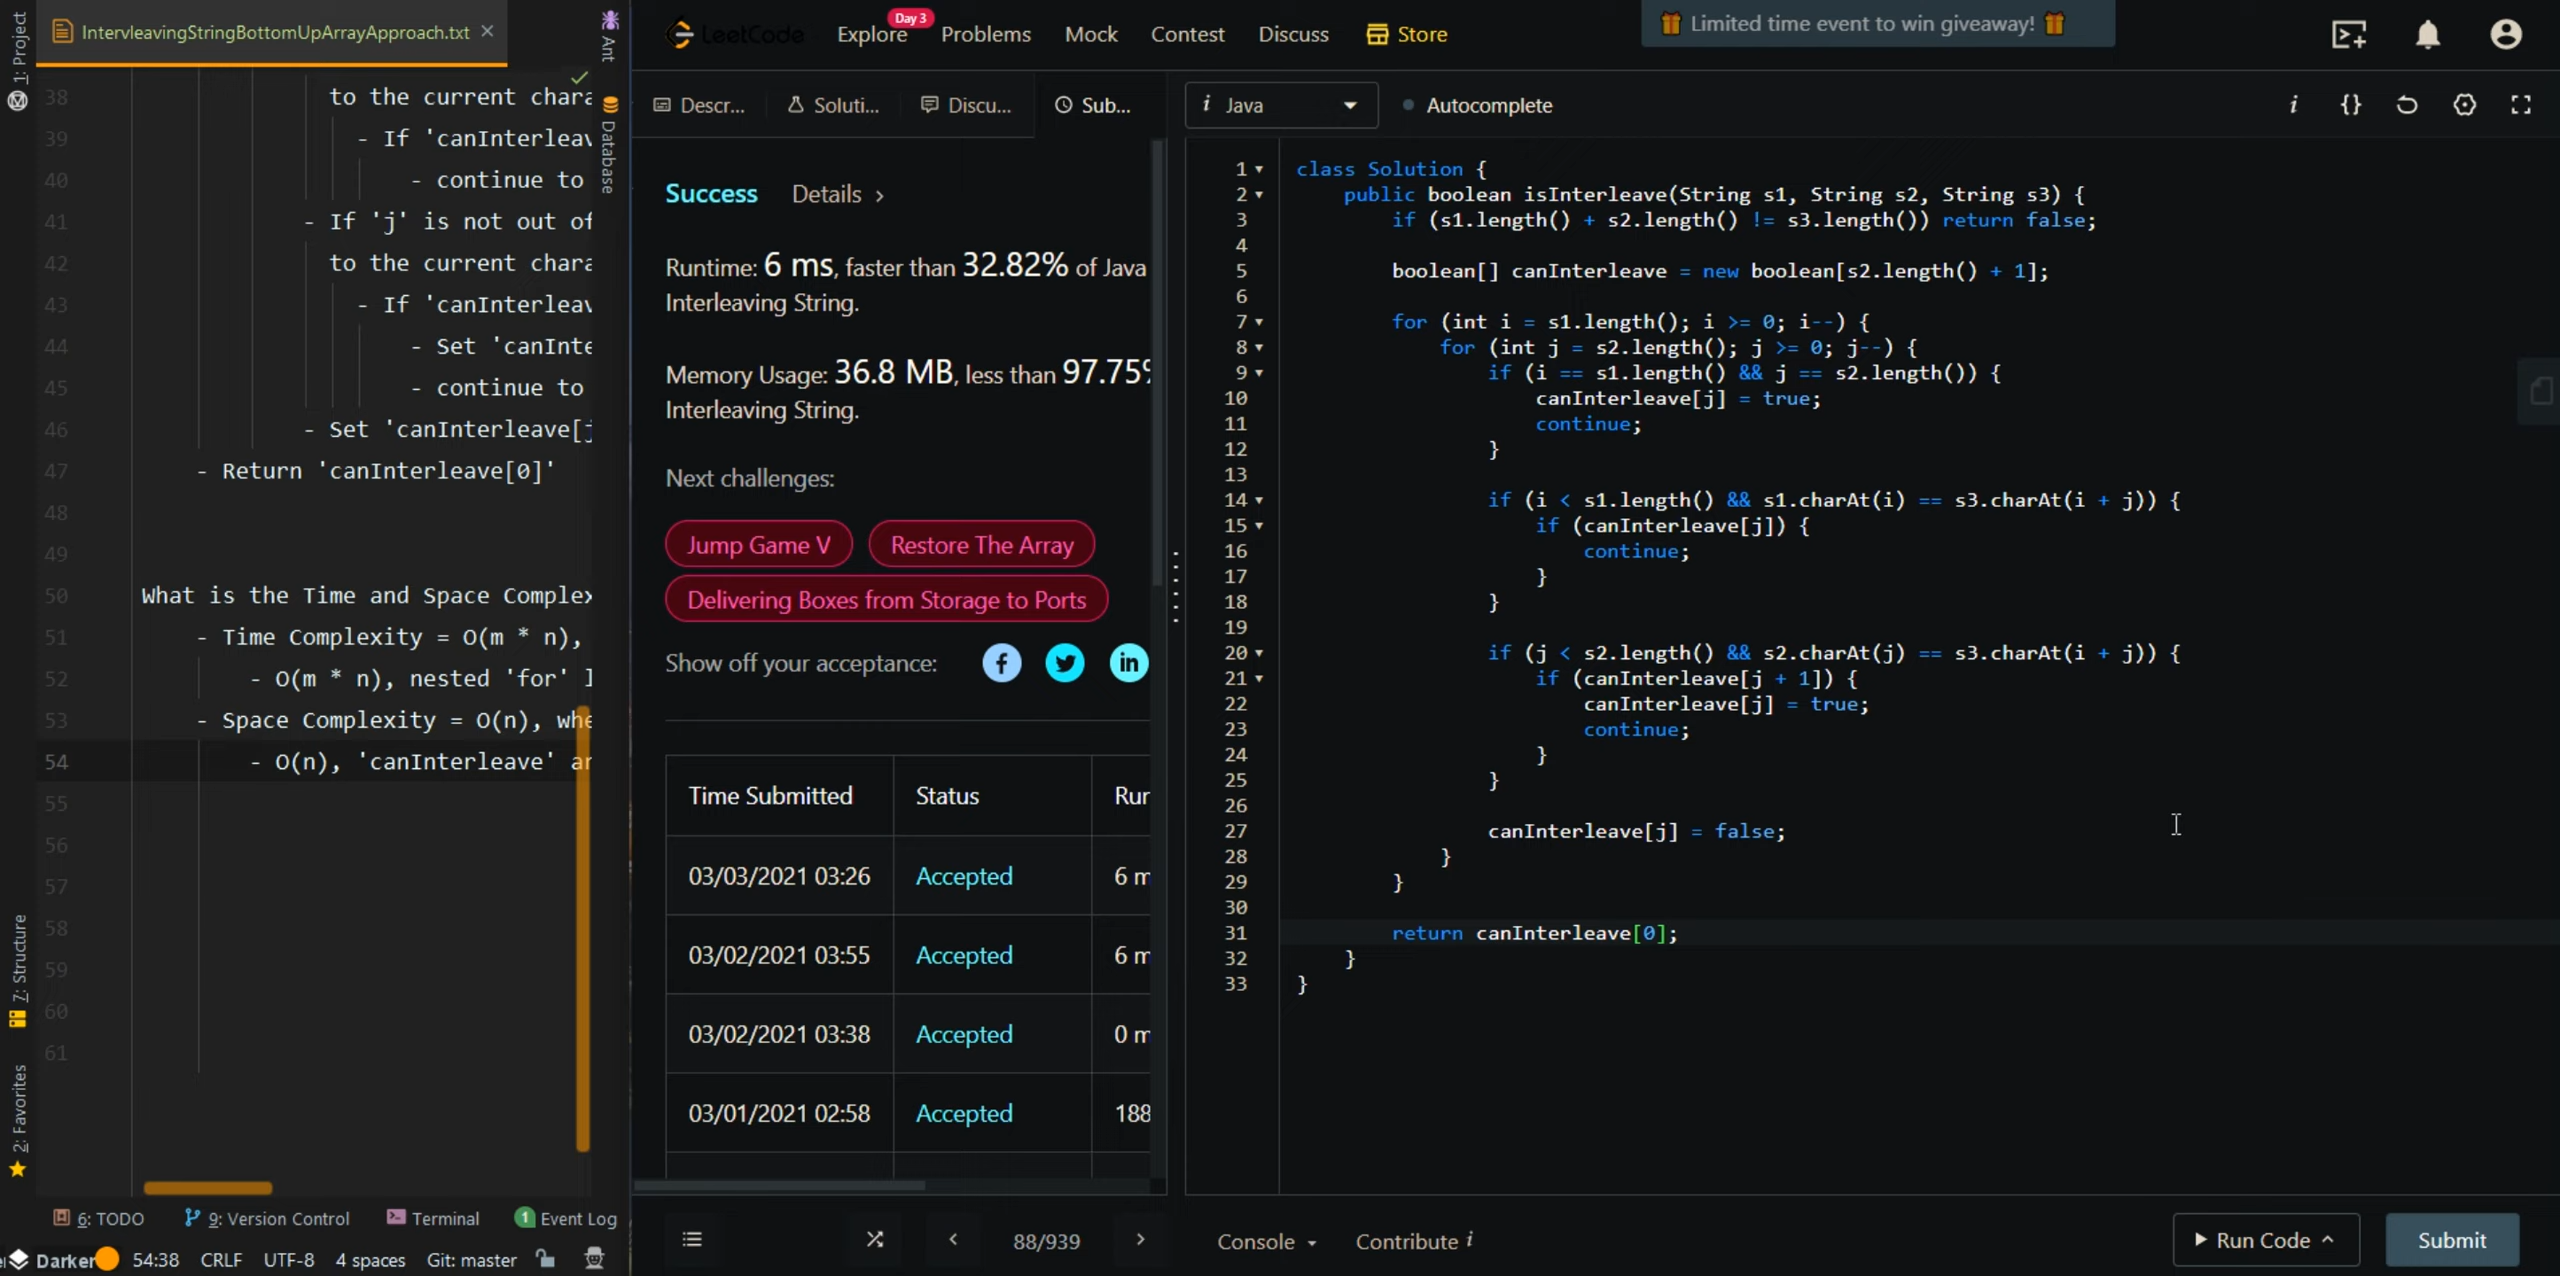 1: Project
IntervleavingStringBottomUpArrayApproach.txt
38 to the current chara
39 - If 'canInterleav
40 - continue to
41 - If 'j' is not out of
42 to the current chara
43 - If 'canInterleav
44 - Set 'canInte
45 - continue to
46 - Set 'canInterleave[j
47 - Return 'canInterleave[0]'
48
49
50 What is the Time and Space Complex
51 - Time Complexity = O(m * n),
52 - O(m * n), nested 'for' l
53 - Space Complexity = O(n), whe
54 - O(n), 'canInterleave' ar
55
56
57
58
59
60
61
7: Structure
2: Favorites
Ant
Database
6: TODO 9: Version Control Terminal 1 Event Log
Darker 54:38 CRLF UTF-8 4 spaces Git: master
LeetCode Explore Day 3 Problems Mock Contest Discuss Store
Limited time event to win giveaway!
Descr... Soluti... Discu... Sub...
Success Details >
Runtime: 6 ms, faster than 32.82% of Java
Interleaving String.
Memory Usage: 36.8 MB, less than 97.75%
Interleaving String.
Next challenges:
Jump Game V Restore The Array
Delivering Boxes from Storage to Ports
Show off your acceptance:
Time Submitted Status Rur
03/03/2021 03:26 Accepted 6 m
03/02/2021 03:55 Accepted 6 m
03/02/2021 03:38 Accepted 0 m
03/01/2021 02:58 Accepted 188
88/939
i Java Autocomplete
1 class Solution {
2 public boolean isInterleave(String s1, String s2, String s3) {
3 if (s1.length() + s2.length() != s3.length()) return false;
4
5 boolean[] canInterleave = new boolean[s2.length() + 1];
6
7 for (int i = s1.length(); i >= 0; i--) {
8 for (int j = s2.length(); j >= 0; j--) {
9 if (i == s1.length() && j == s2.length()) {
10 canInterleave[j] = true;
11 continue;
12 }
13
14 if (i < s1.length() && s1.charAt(i) == s3.charAt(i + j)) {
15 if (canInterleave[j]) {
16 continue;
17 }
18 }
19
20 if (j < s2.length() && s2.charAt(j) == s3.charAt(i + j)) {
21 if (canInterleave[j + 1]) {
22 canInterleave[j] = true;
23 continue;
24 }
25 }
26
27 canInterleave[j] = false;
28 }
29 }
30
31 return canInterleave[0];
32 }
33 }
Console Contribute i
Run Code Submit